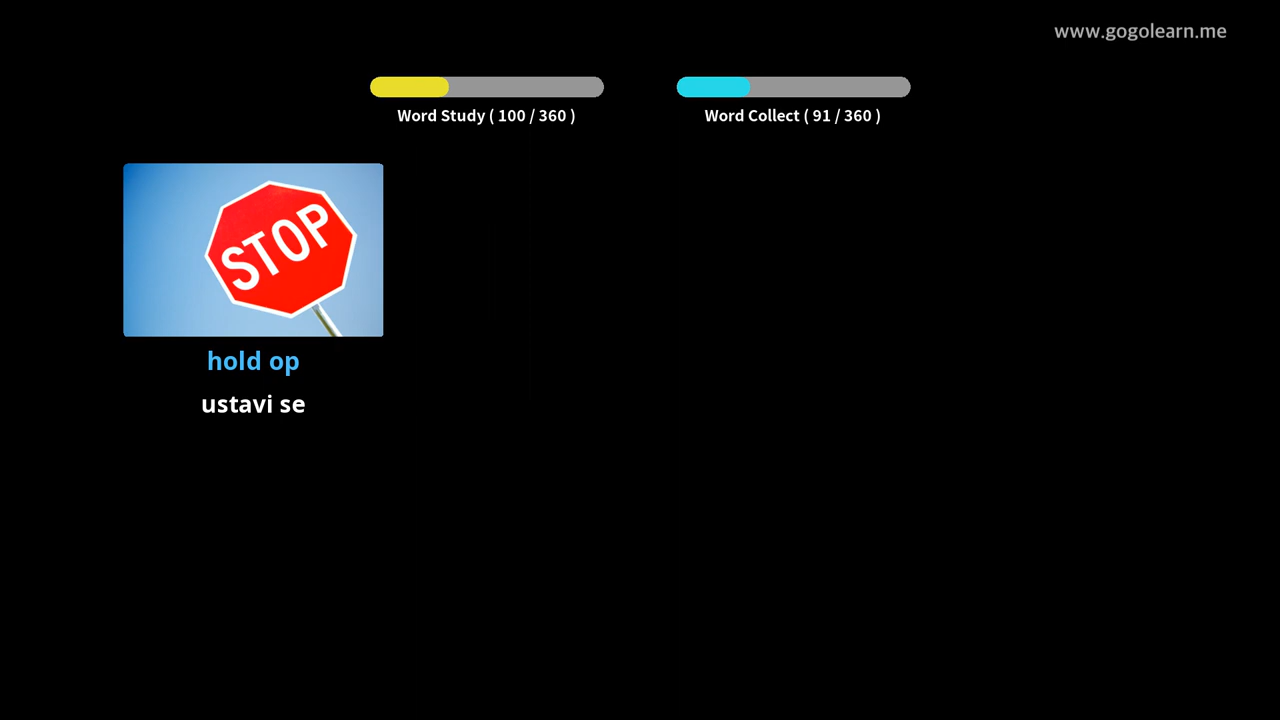 www.gogolearn.me
Word Study ( 100 / 360 )
Word Collect ( 91 / 360 )
STOP
hold op
ustavi se